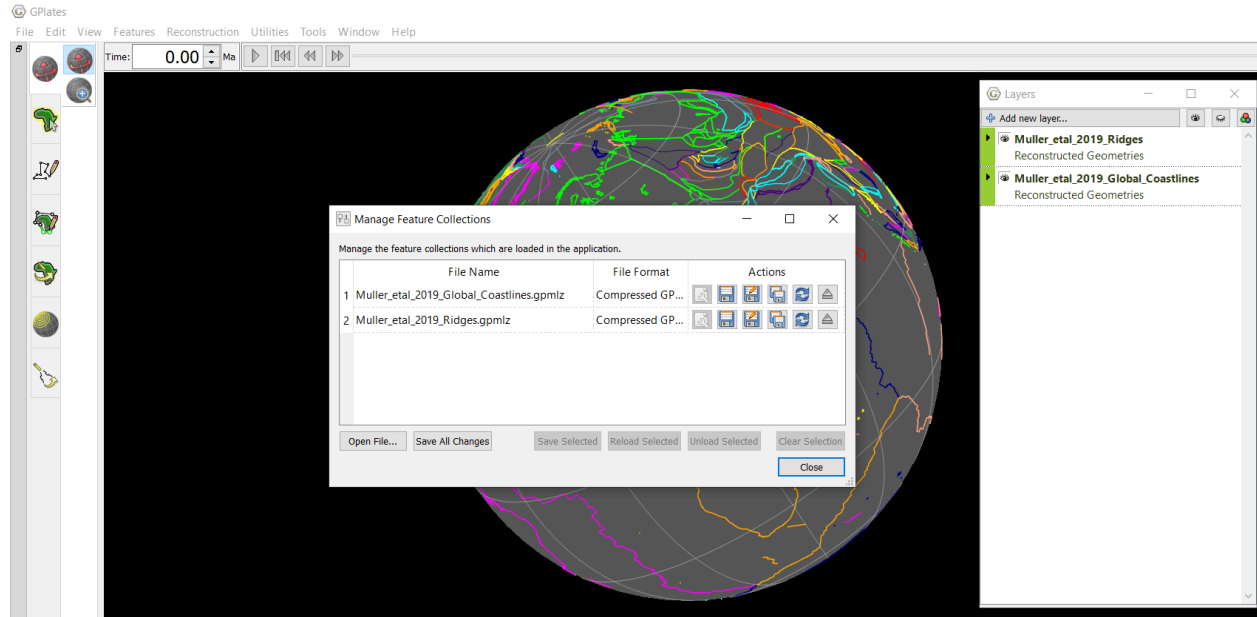 GPlates
File Edit View Features Reconstruction Utilities Tools Window Help
Time: 0.00 Ma
Layers
Add new layer...
Muller_etal_2019_Ridges
Reconstructed Geometries
Muller_etal_2019_Global_Coastlines
Reconstructed Geometries
Manage Feature Collections
Manage the feature collections which are loaded in the application.
File Name File Format Actions
1 Muller_etal_2019_Global_Coastlines.gpmlz Compressed GP...
2 Muller_etal_2019_Ridges.gpmlz Compressed GP...
Open File... Save All Changes Save Selected Reload Selected Unload Selected Clear Selection
Close